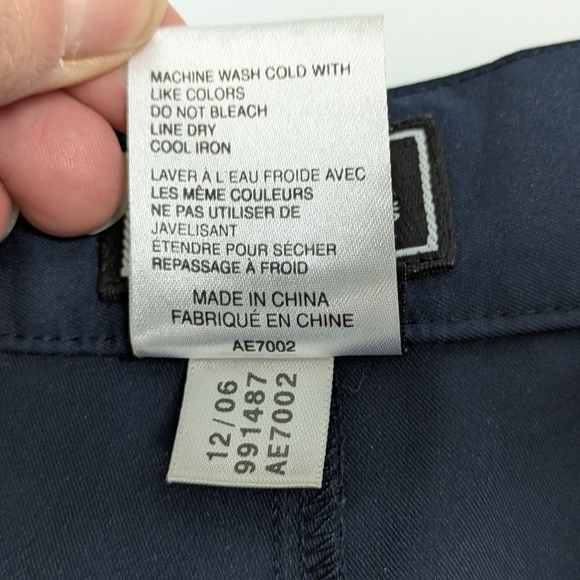 MACHINE WASH COLD WITH
LIKE COLORS
DO NOT BLEACH
LINE DRY
COOL IRON
LAVER À L'EAU FROIDE AVEC
LES MÊME COULEURS
NE PAS UTILISER DE
JAVELISANT
ÉTENDRE POUR SÉCHER
REPASSAGE À FROID
MADE IN CHINA
FABRIQUÉ EN CHINE
AE7002
12/06
991487
AE7002